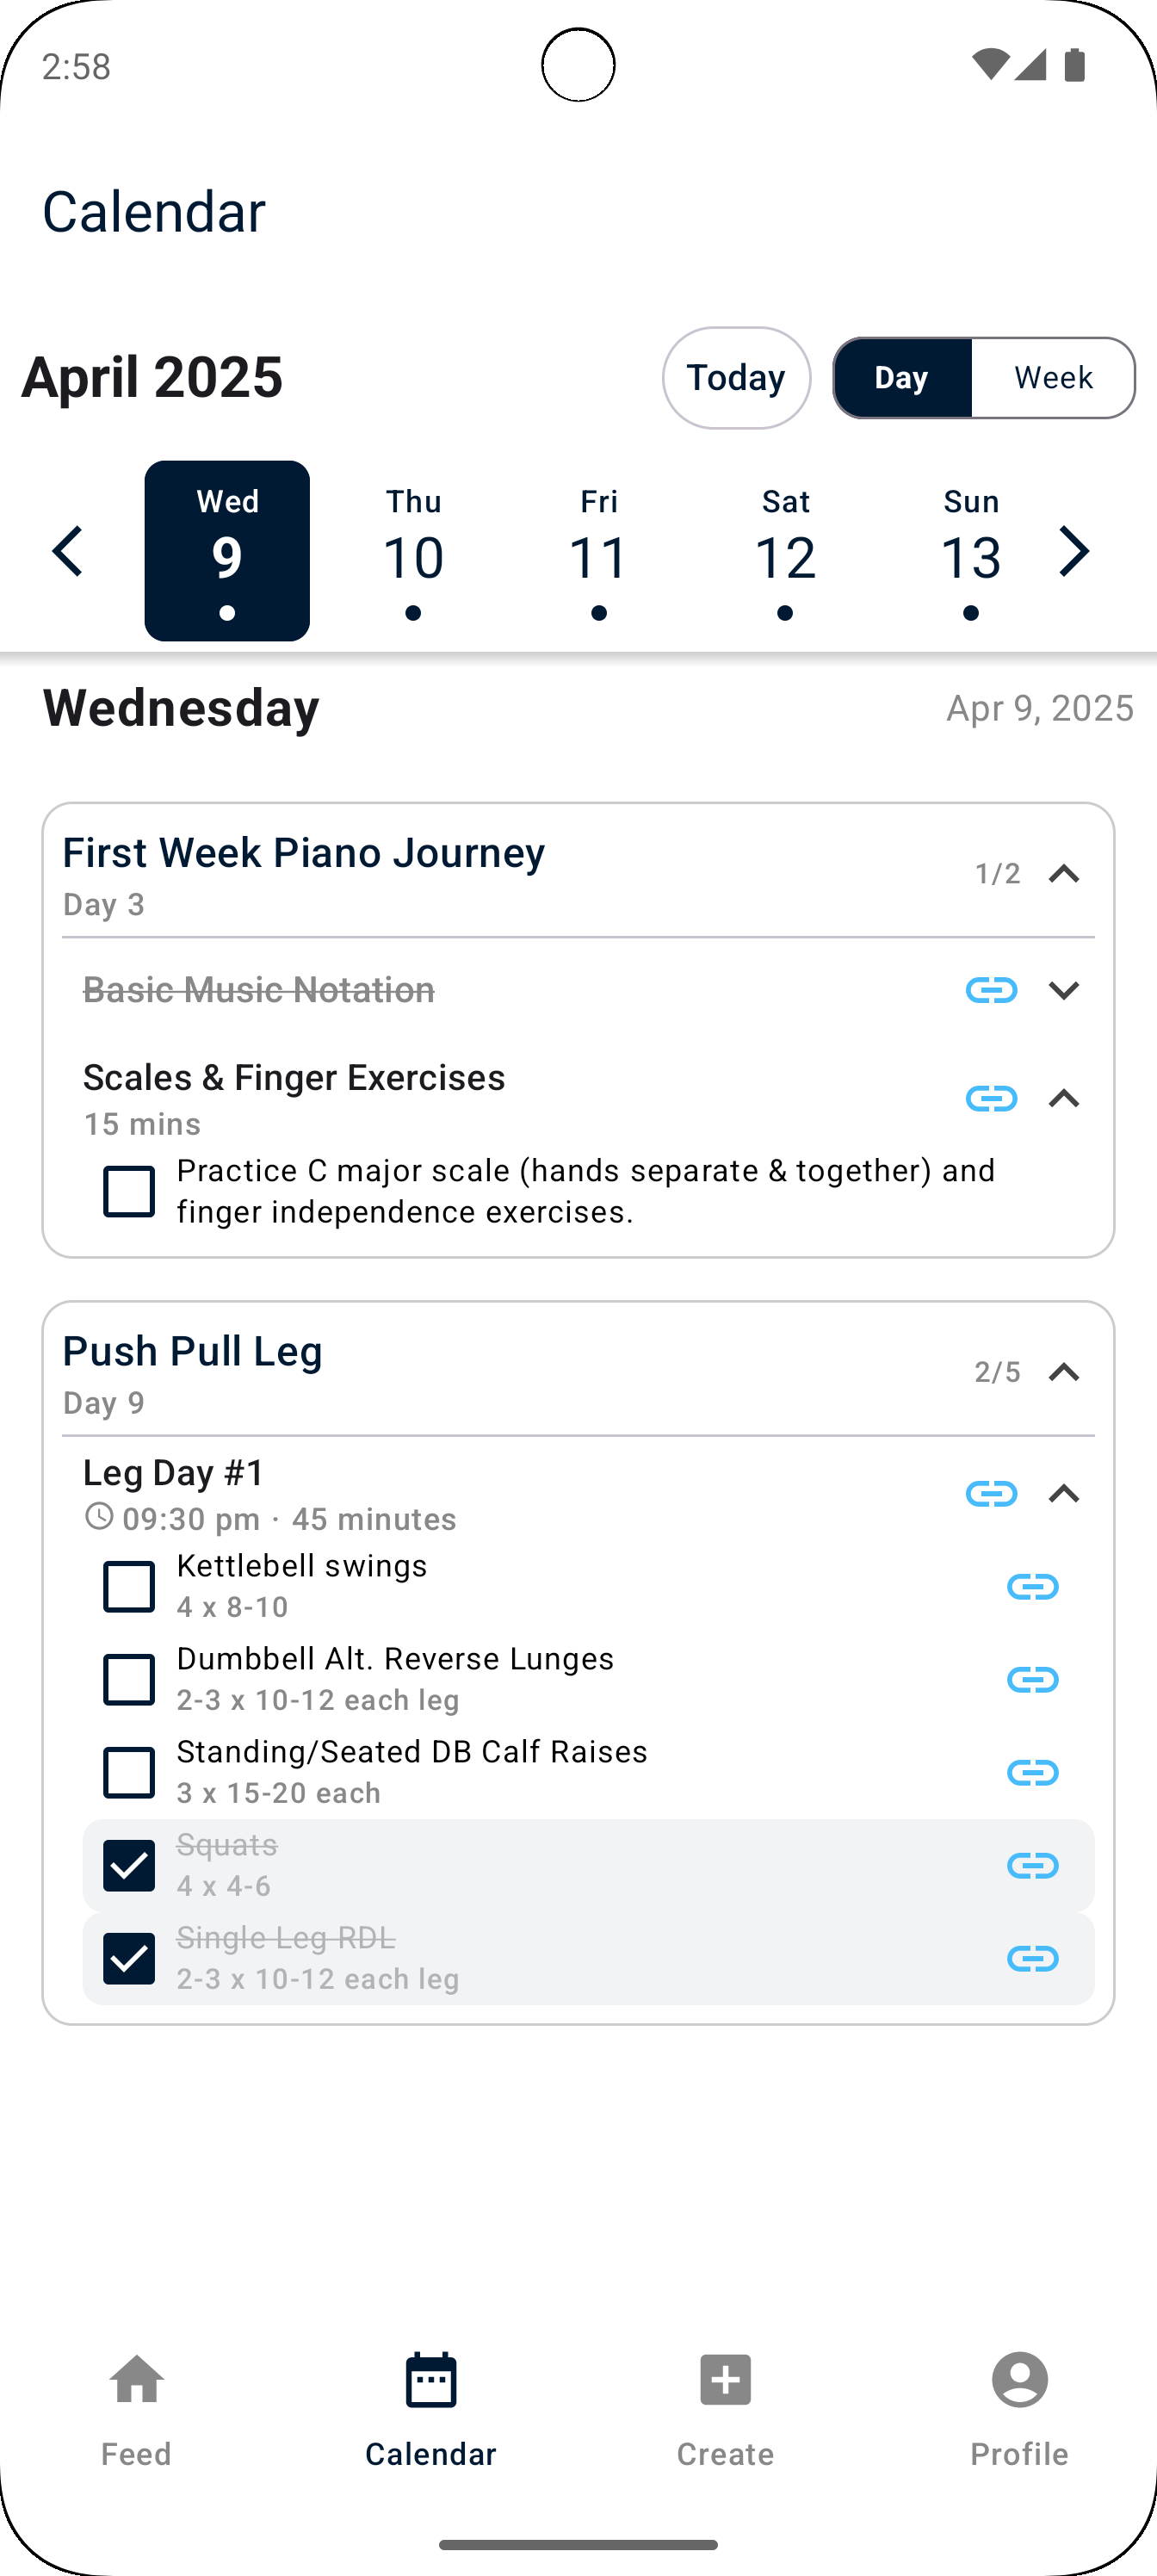 2:58
Calendar
April 2025
Today
Day
Week
Wed
Thu
Fri
Sat
Sun
9
10
11
12
13
Wednesday
Apr 9, 2025
First Week Piano Journey
1/2
Day 3
Basic Music Notation
Scales & Finger Exercises
15 mins
Practice C major scale (hands separate & together) and
finger independence exercises.
Push Pull Leg
2/5
Day 9
Leg Day #1
09:30 pm · 45 minutes
Kettlebell swings
4 x 8-10
Dumbbell Alt. Reverse Lunges
2-3 x 10-12 each leg
Standing/Seated DB Calf Raises
3 x 15-20 each
Squats
4 x 4-6
Single Leg RDL
2-3 x 10-12 each leg
Feed
Calendar
Create
Profile